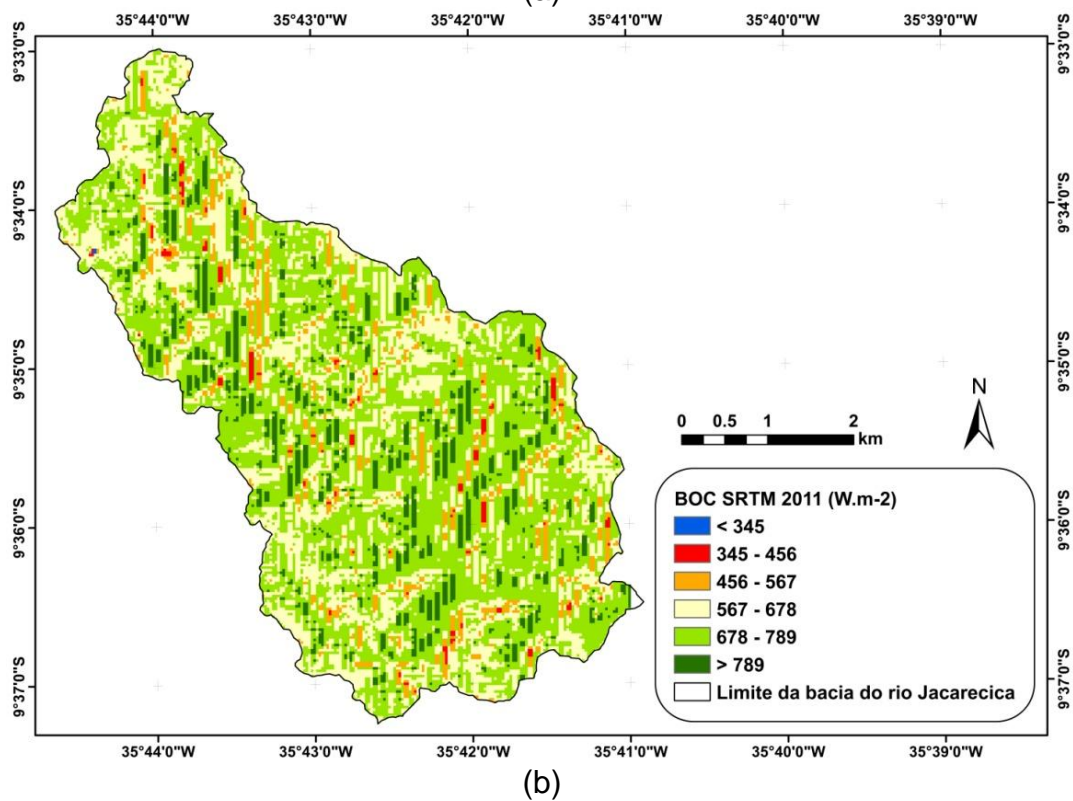 (a)
35°44'0"W 35°43'0"W 35°42'0"W 35°41'0"W 35°40'0"W 35°39'0"W
9°33'0"S
9°33'0"S
9°34'0"S
9°34'0"S
9°35'0"S
9°35'0"S
N
0 0.5 1 2
km
BOC SRTM 2011 (W.m-2)
< 345
345 - 456
456 - 567
567 - 678
678 - 789
> 789
Limite da bacia do rio Jacarecica
9°36'0"S
9°36'0"S
9°37'0"S
9°37'0"S
35°44'0"W 35°43'0"W 35°42'0"W 35°41'0"W 35°40'0"W 35°39'0"W
(b)